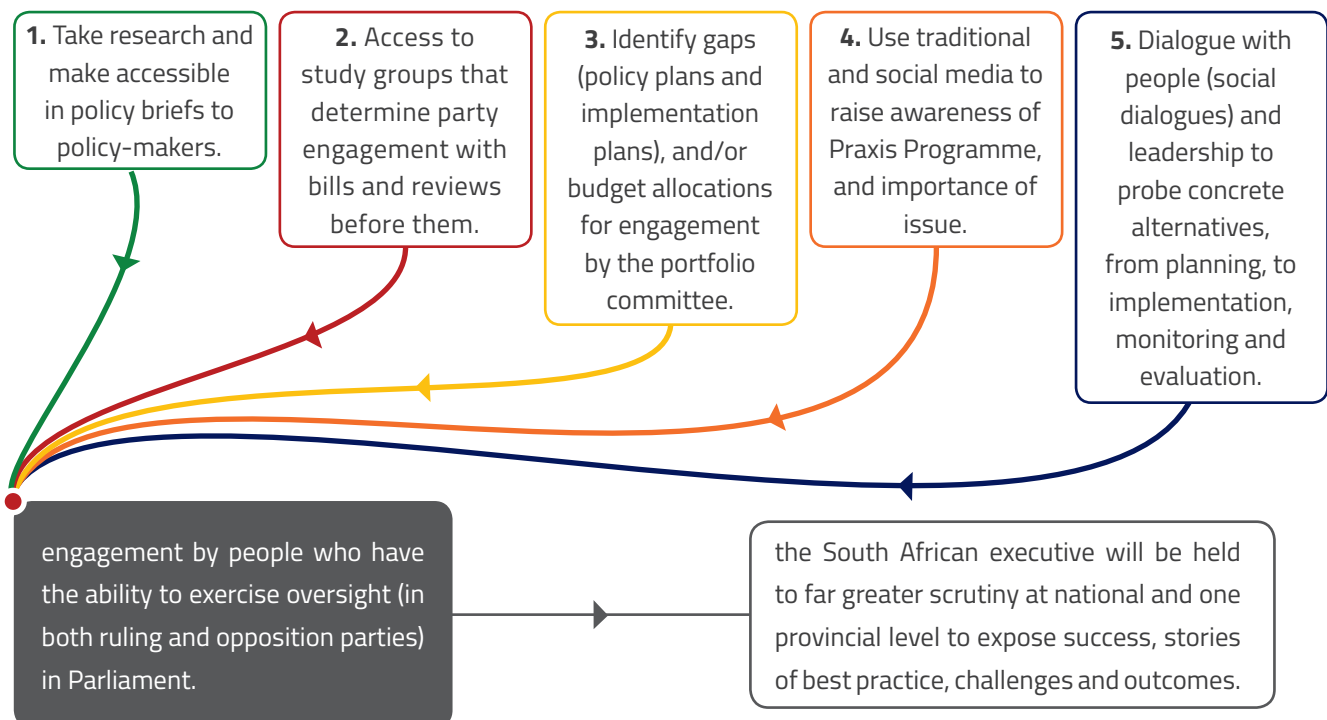 1. Take research and
make accessible
in policy briefs to
policy-makers.
2. Access to
study groups that
determine party
engagement with
bills and reviews
before them.
3. Identify gaps
(policy plans and
implementation
plans), and/or
budget allocations
for engagement
by the portfolio
committee.
4. Use traditional
and social media to
raise awareness of
Praxis Programme,
and importance of
issue.
5. Dialogue with
people (social
dialogues) and
leadership to
probe concrete
alternatives,
from planning, to
implementation,
monitoring and
evaluation.
engagement by people who have
the ability to exercise oversight (in
both ruling and opposition parties)
in Parliament.
the South African executive will be held
to far greater scrutiny at national and one
provincial level to expose success, stories
of best practice, challenges and outcomes.